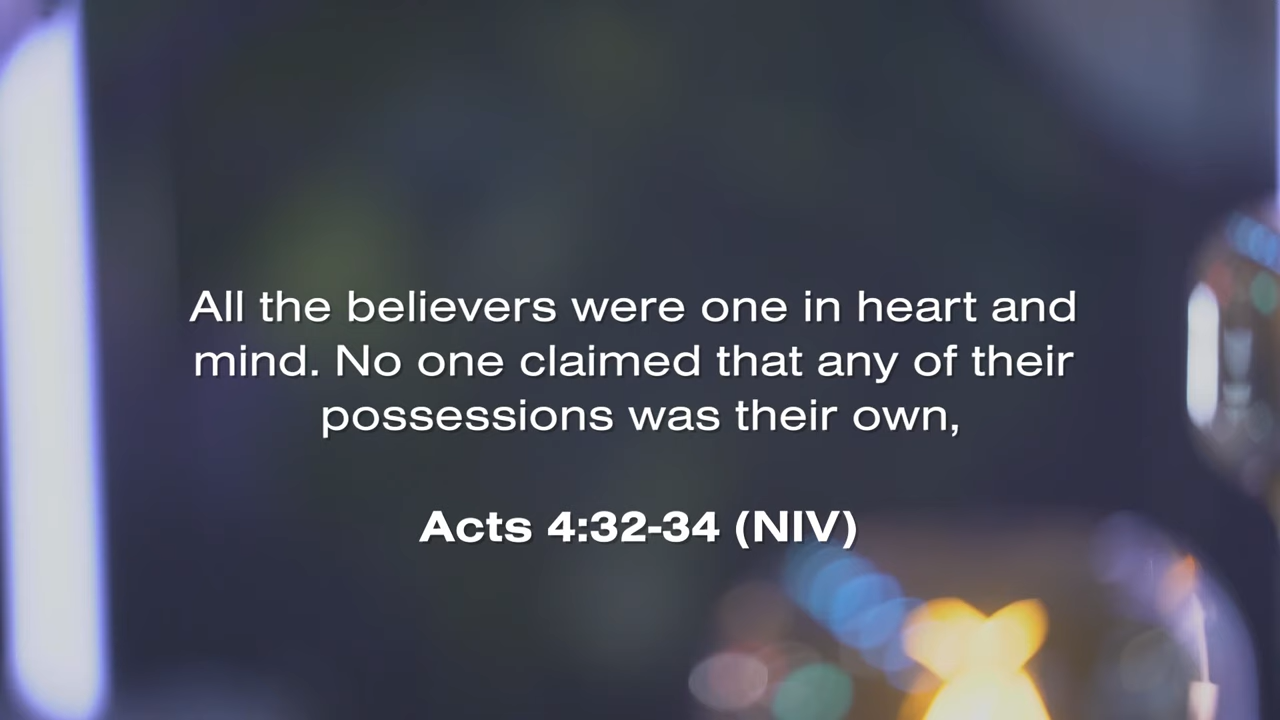 All the believers were one in heart and
mind. No one claimed that any of their
possessions was their own,
Acts 4:32-34 (NIV)